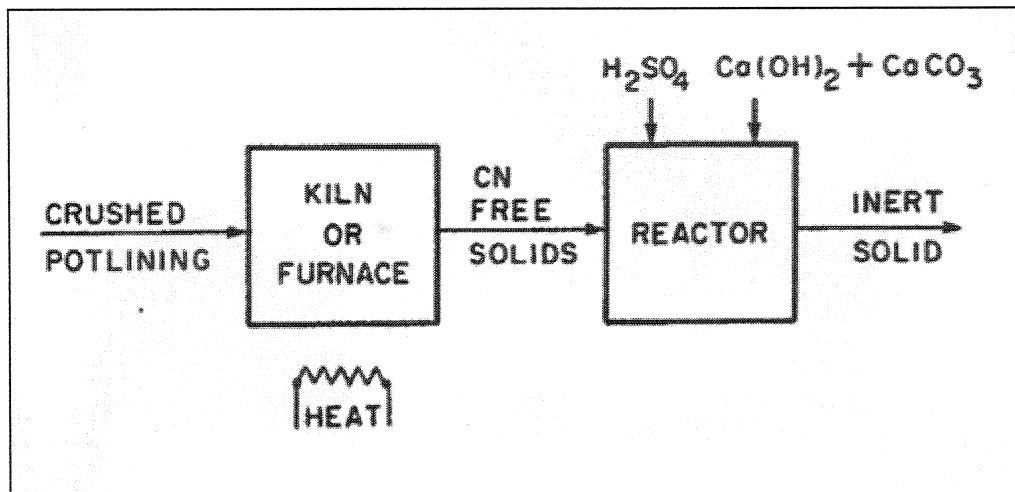 H₂SO₄ Ca(OH)₂ + CaCO₃
CRUSHED
POTLINING
KILN
OR
FURNACE
CN
FREE
SOLIDS
REACTOR
INERT
SOLID
HEAT